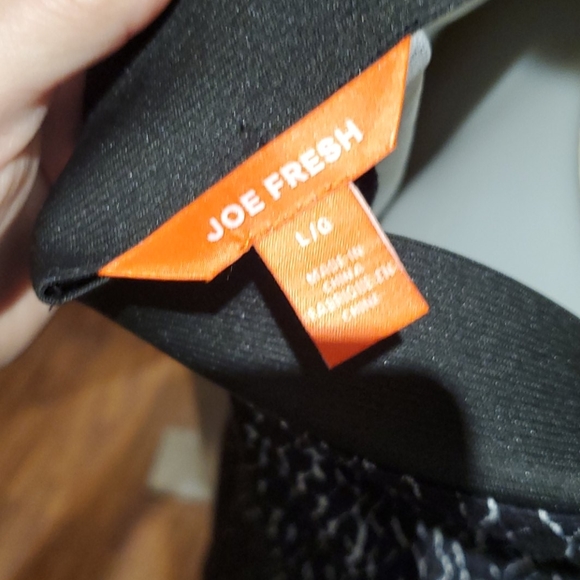 JOE FRESH
L/G
MADE IN
CHINA
FABRIQUÉ EN
CHINE